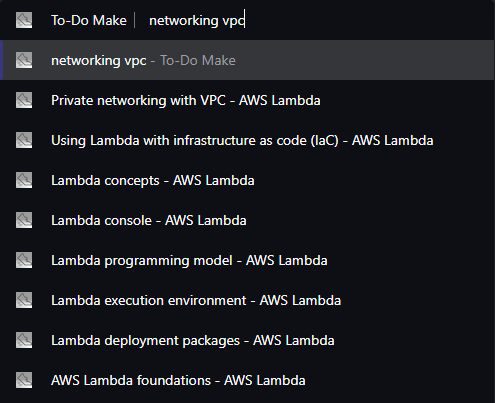 To-Do Make | networking vpc
networking vpc - To-Do Make
Private networking with VPC - AWS Lambda
Using Lambda with infrastructure as code (IaC) - AWS Lambda
Lambda concepts - AWS Lambda
Lambda console - AWS Lambda
Lambda programming model - AWS Lambda
Lambda execution environment - AWS Lambda
Lambda deployment packages - AWS Lambda
AWS Lambda foundations - AWS Lambda